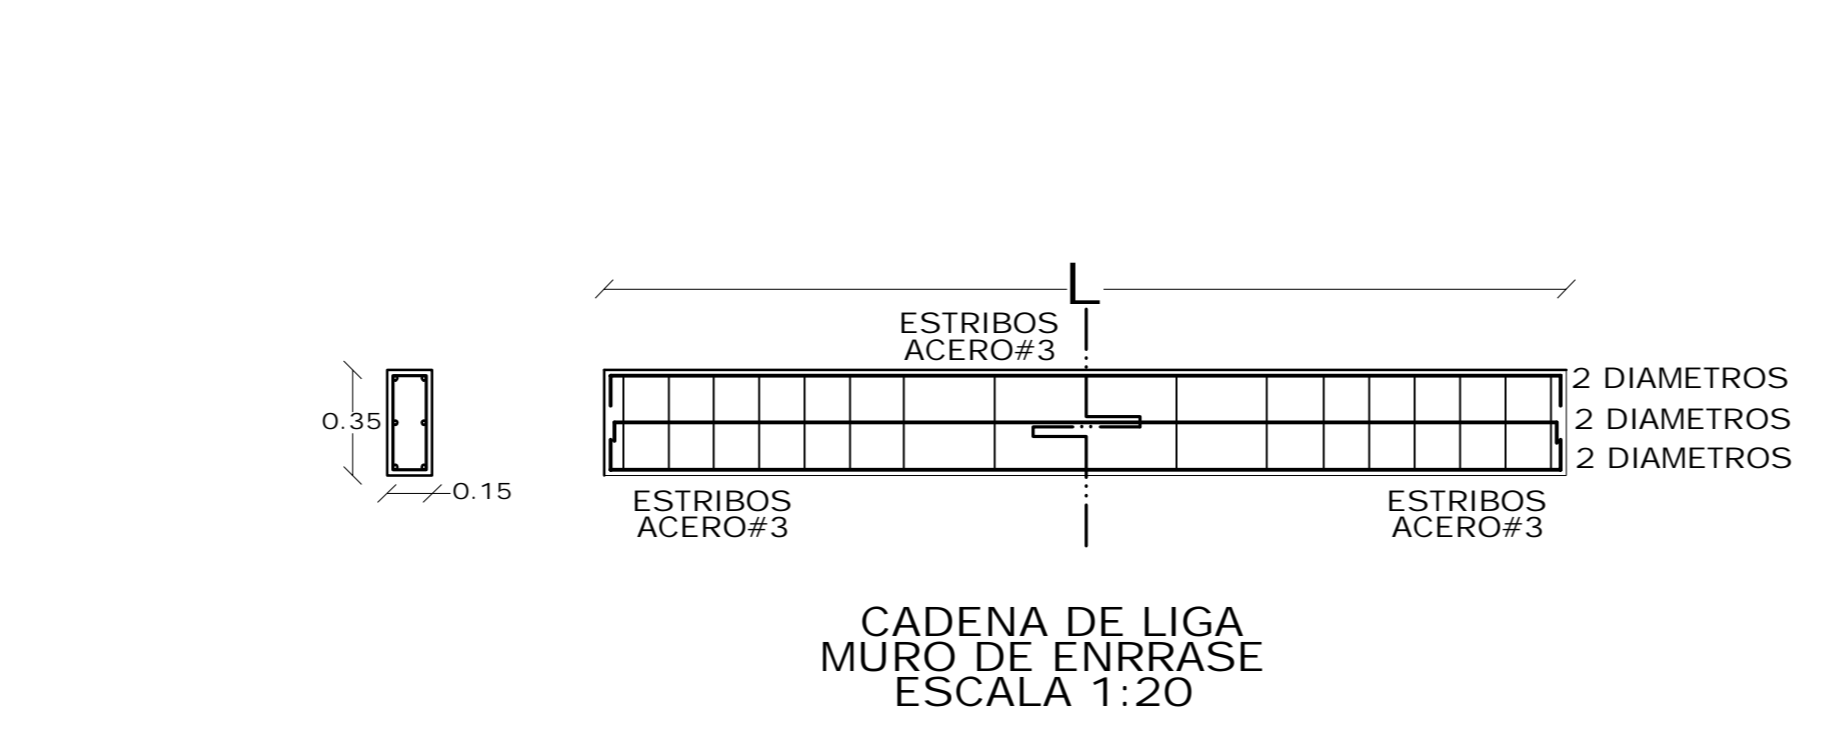 L
ESTRIBOS
ACERO#3
2 DIAMETROS
0.35
2 DIAMETROS
2 DIAMETROS
0.15
ESTRIBOS
ACERO#3
ESTRIBOS
ACERO#3
CADENA DE LIGA
MURO DE ENRRASE
ESCALA 1:20